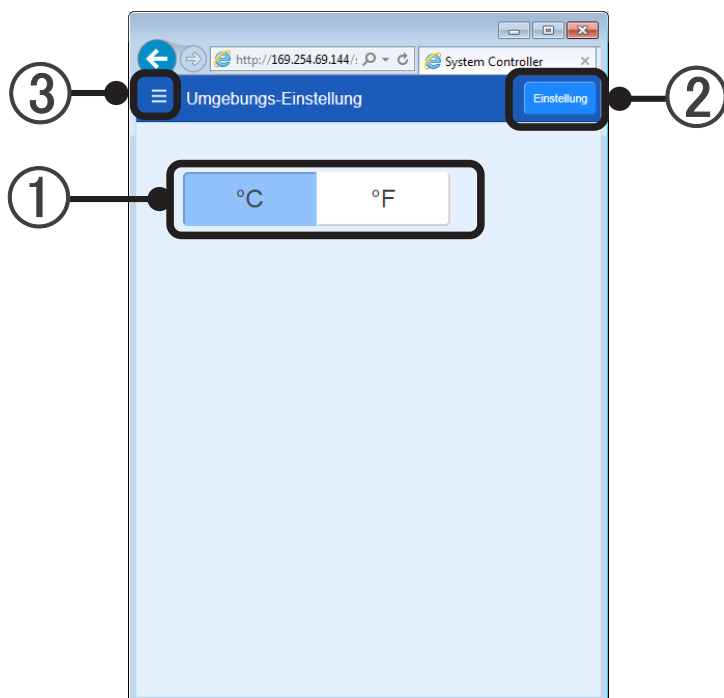 http://169.254.69.144/: System Controller
③ Umgebungs-Einstellung Einstellung ②
① °C °F